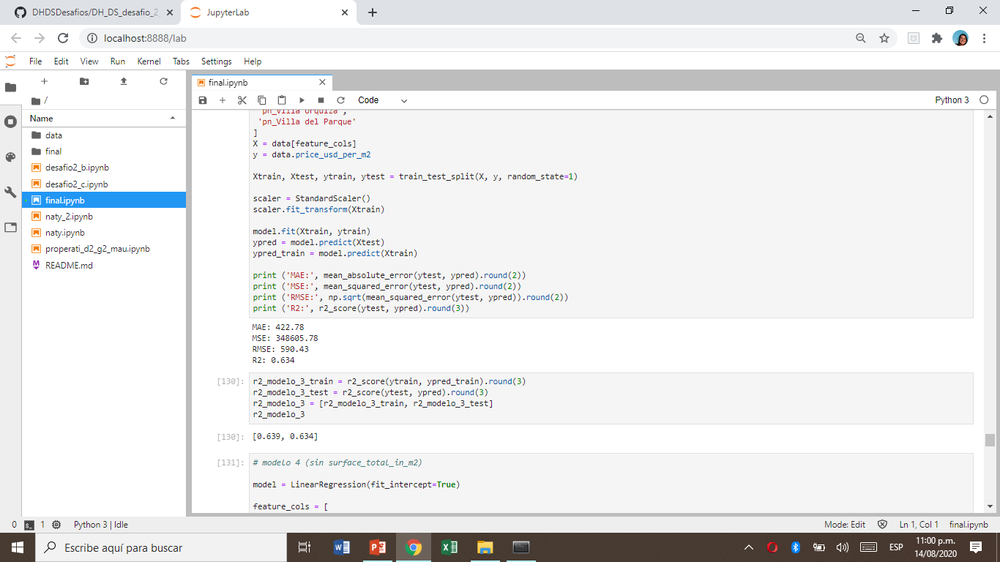 DHDSDesafios/DH_DS_desafio_2
JupyterLab
localhost:8888/lab
File Edit View Run Kernel Tabs Settings Help
final.ipynb
Code
Python 3
/
Name
data
final
desafio2_b.ipynb
desafio2_c.ipynb
final.ipynb
naty_2.ipynb
naty.ipynb
properati_d2_g2_mau.ipynb
README.md
'pn_Villa Urquiza',
'pn_Villa del Parque'
]
X = data[feature_cols]
y = data.price_usd_per_m2
Xtrain, Xtest, ytrain, ytest = train_test_split(X, y, random_state=1)
scaler = StandardScaler()
scaler.fit_transform(Xtrain)
model.fit(Xtrain, ytrain)
ypred = model.predict(Xtest)
ypred_train = model.predict(Xtrain)
print ('MAE:', mean_absolute_error(ytest, ypred).round(2))
print ('MSE:', mean_squared_error(ytest, ypred).round(2))
print ('RMSE:', np.sqrt(mean_squared_error(ytest, ypred)).round(2))
print ('R2:', r2_score(ytest, ypred).round(3))
MAE: 422.78
MSE: 348605.78
RMSE: 590.43
R2: 0.634
[130]: r2_modelo_3_train = r2_score(ytrain, ypred_train).round(3)
r2_modelo_3_test = r2_score(ytest, ypred).round(3)
r2_modelo_3 = [r2_modelo_3_train, r2_modelo_3_test]
r2_modelo_3
[130]: [0.639, 0.634]
[131]: # modelo 4 (sin surface_total_in_m2)
model = LinearRegression(fit_intercept=True)
feature_cols = [
0 1 Python 3 | Idle
Mode: Edit Ln 1, Col 1 final.ipynb
Escribe aquí para buscar
ESP
11:00 p.m.
14/08/2020